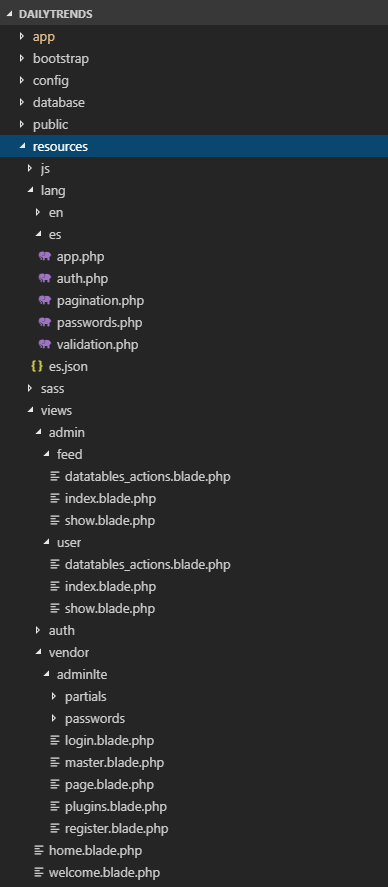 DAILYTRENDS
app
bootstrap
config
database
public
resources
js
lang
en
es
app.php
auth.php
pagination.php
passwords.php
validation.php
{ } es.json
sass
views
admin
feed
datatables_actions.blade.php
index.blade.php
show.blade.php
user
datatables_actions.blade.php
index.blade.php
show.blade.php
auth
vendor
adminlte
partials
passwords
login.blade.php
master.blade.php
page.blade.php
plugins.blade.php
register.blade.php
home.blade.php
welcome.blade.php